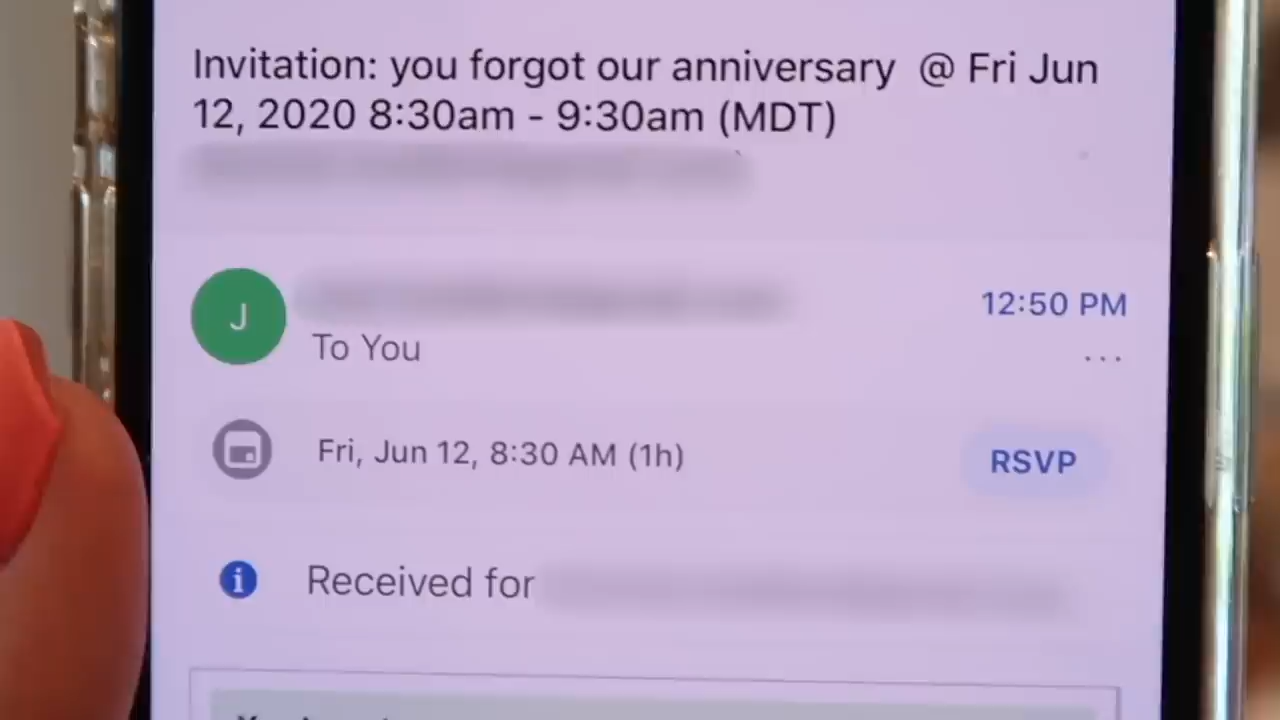 Invitation: you forgot our anniversary @ Fri Jun
12, 2020 8:30am - 9:30am (MDT)
J
12:50 PM
To You
...
Fri, Jun 12, 8:30 AM (1h)
RSVP
i
Received for